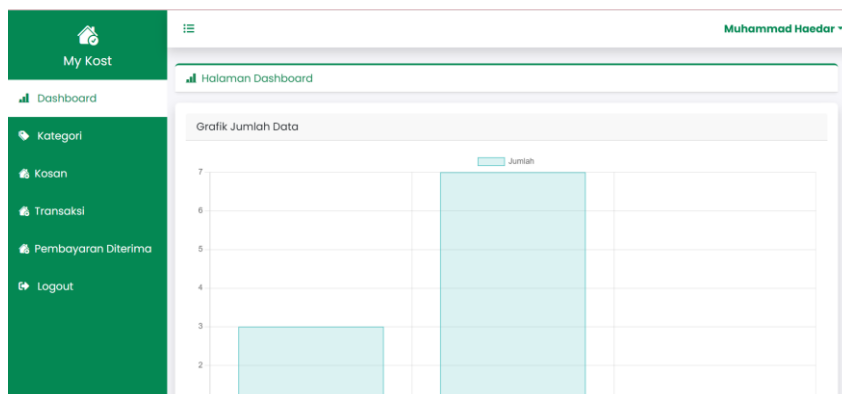 My Kost
Dashboard
Kategori
Kosan
Transaksi
Pembayaran Diterima
Logout
Muhammad Haedar
Halaman Dashboard
Grafik Jumlah Data
Jumlah
7
6
5
4
3
2